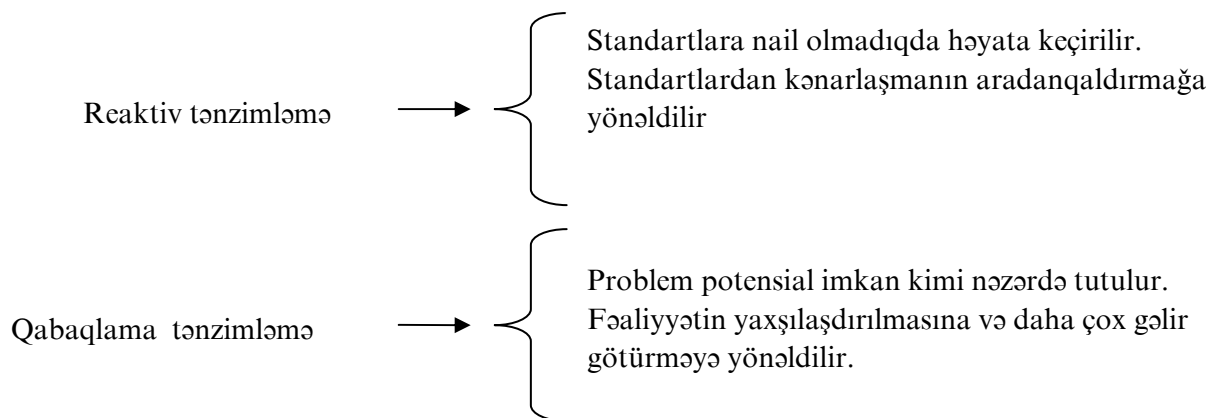 Standartlara nail olmadıqda həyata keçirilir.
Standartlardan kənarlaşmanın aradanqaldırmağa
yönəldilir
Reaktiv tənzimləmə
Problem potensial imkan kimi nəzərdə tutulur.
Fəaliyyətin yaxşılaşdırılmasına və daha çox gəlir
götürməyə yönəldilir.
Qabaqlama tənzimləmə